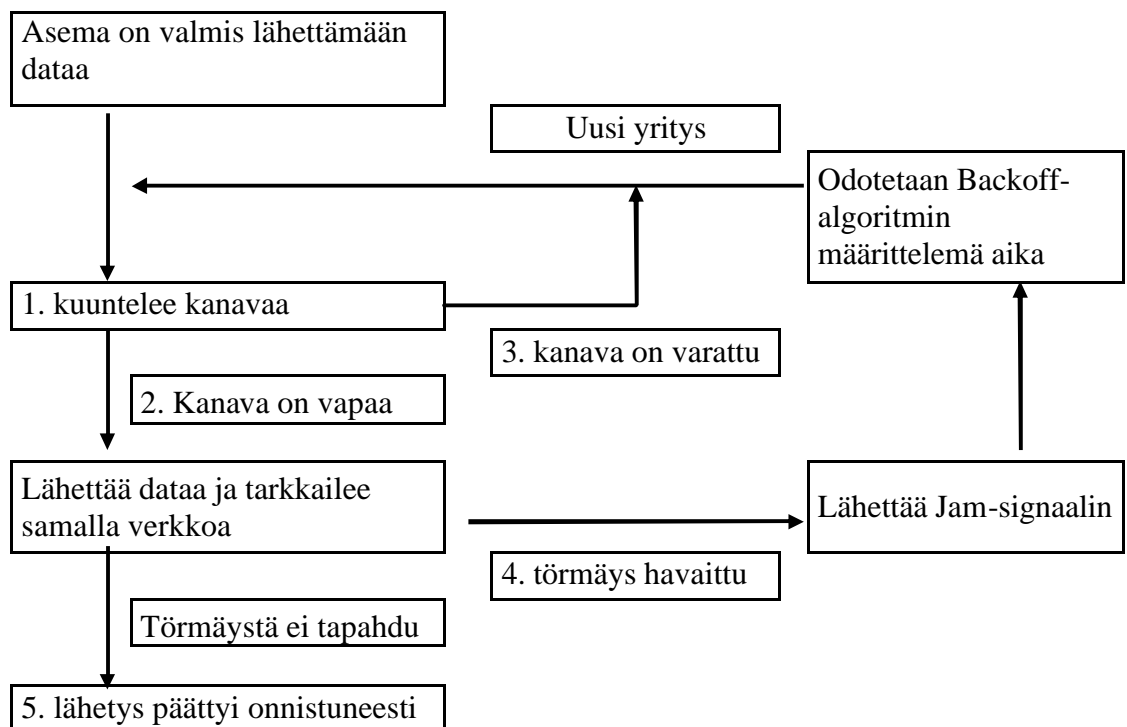 Asema on valmis lähettämään
dataa
Uusi yritys
Odotetaan Backoff-
algoritmin
määrittelemä aika
1. kuuntelee kanavaa
3. kanava on varattu
2. Kanava on vapaa
Lähettää dataa ja tarkkailee
samalla verkkoa
Lähettää Jam-signaalin
4. törmäys havaittu
Törmäystä ei tapahdu
5. lähetys päättyi onnistuneesti